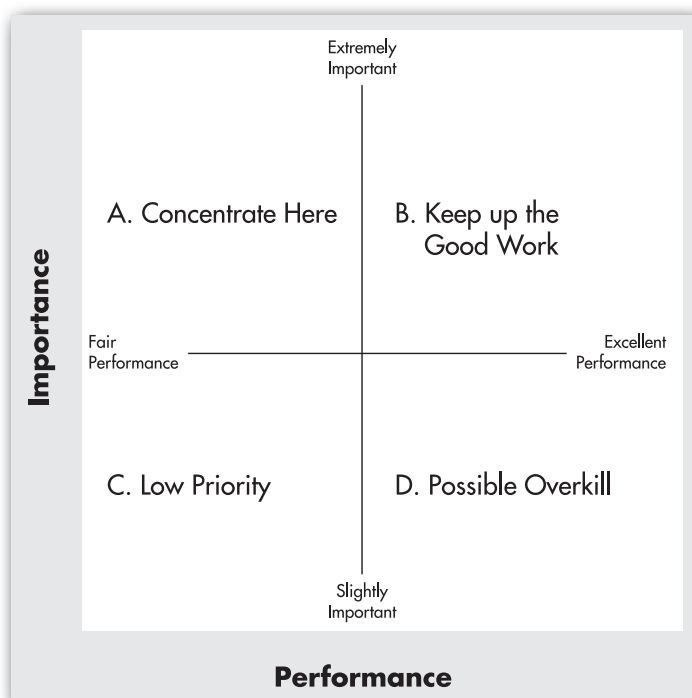 Extremely
Important
A. Concentrate Here
B. Keep up the
Good Work
Importance
Fair
Performance
Excellent
Performance
C. Low Priority
D. Possible Overkill
Slightly
Important
Performance